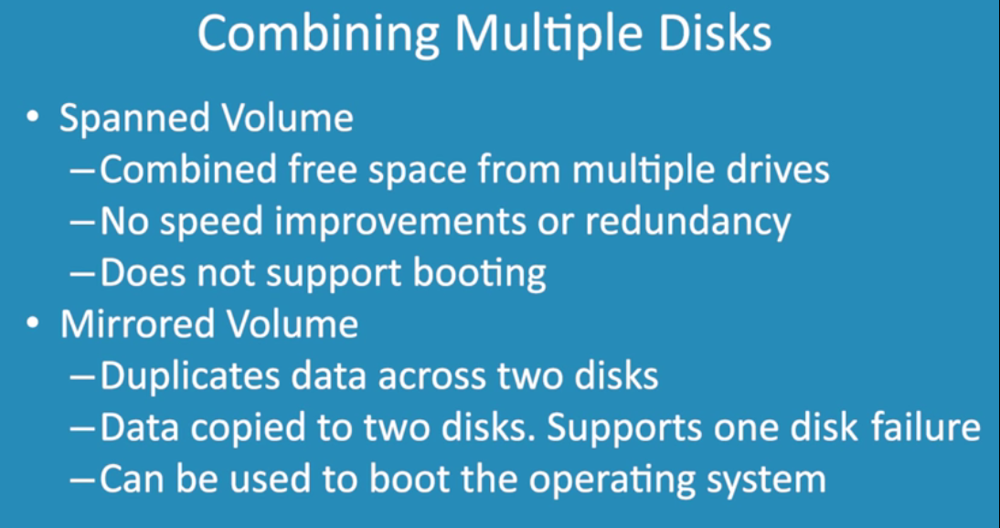 Combining Multiple Disks
• Spanned Volume
–Combined free space from multiple drives
–No speed improvements or redundancy
–Does not support booting
• Mirrored Volume
–Duplicates data across two disks
–Data copied to two disks. Supports one disk failure
–Can be used to boot the operating system